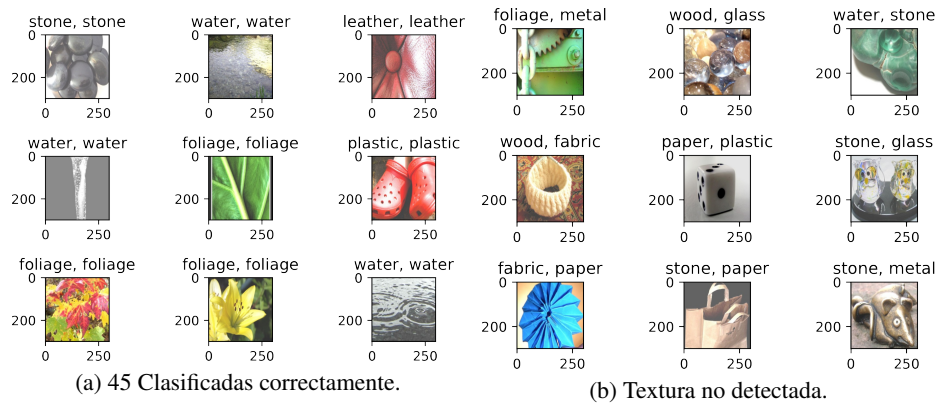 stone, stone
water, water
leather, leather
0
200
0 250
0
200
0 250
0
200
0 250
water, water
foliage, foliage
plastic, plastic
0
200
0 250
0
200
0 250
0
200
0 250
foliage, foliage
foliage, foliage
water, water
0
200
0 250
0
200
0 250
0
200
0 250
(a) 45 Clasificadas correctamente.
foliage, metal
wood, glass
water, stone
0
200
0 250
0
200
0 250
0
200
0 250
wood, fabric
paper, plastic
stone, glass
0
200
0 250
0
200
0 250
0
200
0 250
fabric, paper
stone, paper
stone, metal
0
200
0 250
0
200
0 250
0
200
0 250
(b) Textura no detectada.